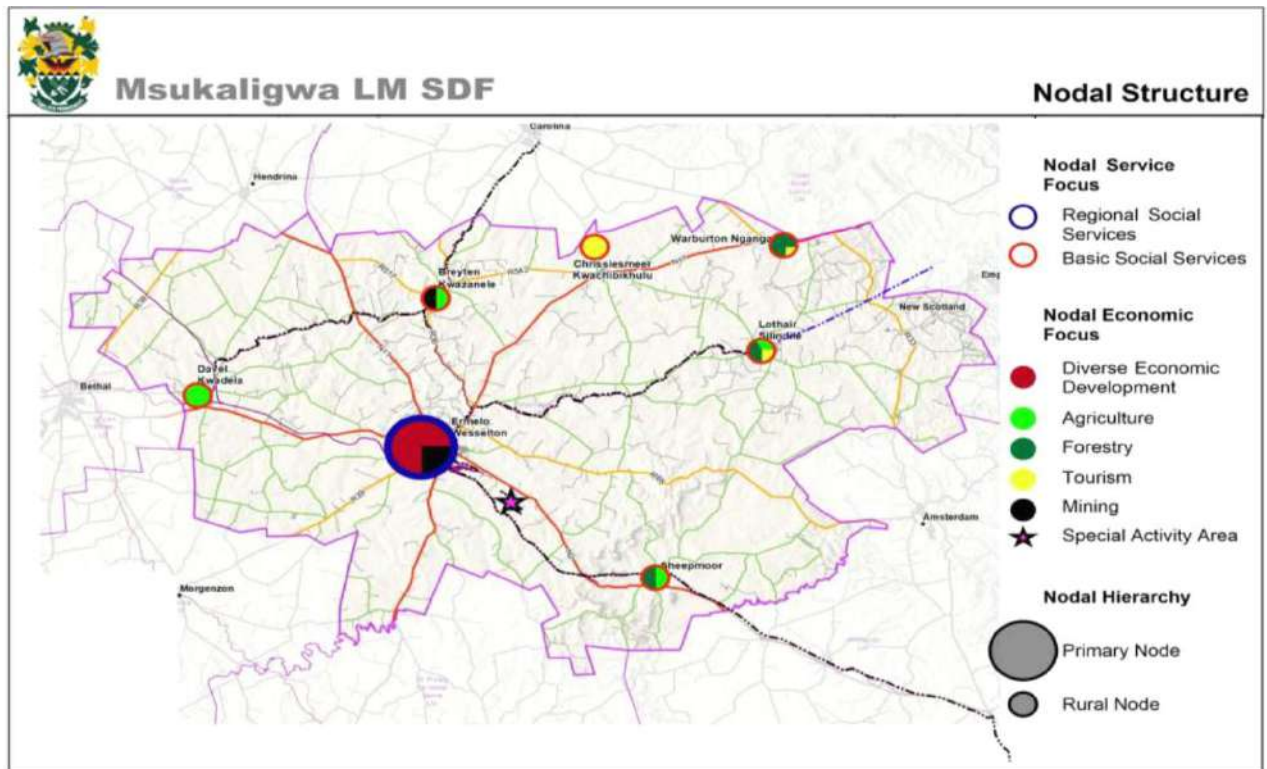 Msukaligwa LM SDF
Nodal Structure
Carolina
Hendrina
Warburton Nganga
Chrissiesmeer
Kwachibikhulu
Breyten
Kwazanele
New Scotland
Lothair
Silindile
Davel
Kwadela
Bethal
Ermelo
Wesselton
Amsterdam
Sheepmoor
Morgenzon
Nodal Service
Focus
Regional Social
Services
Basic Social Services
Nodal Economic
Focus
Diverse Economic
Development
Agriculture
Forestry
Tourism
Mining
Special Activity Area
Nodal Hierarchy
Primary Node
Rural Node